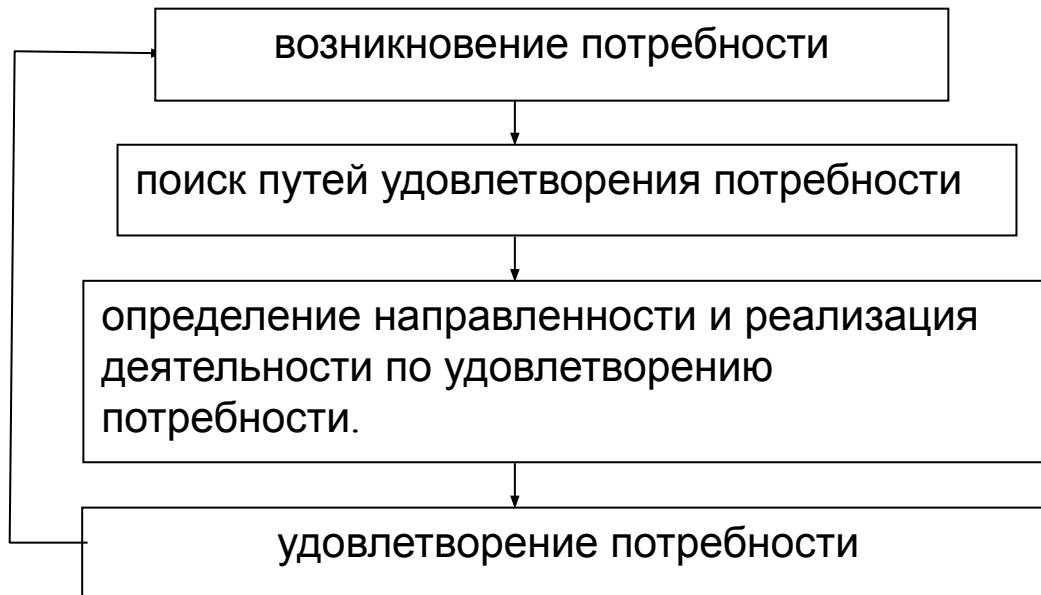 возникновение потребности
поиск путей удовлетворения потребности
определение направленности и реализация
деятельности по удовлетворению
потребности.
удовлетворение потребности